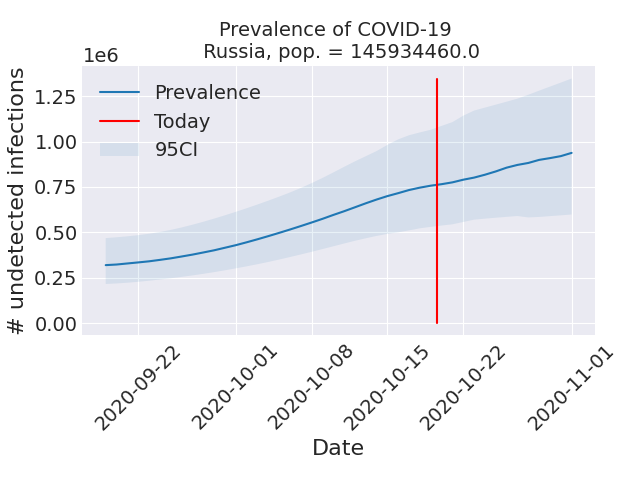 Prevalence of COVID-19
Russia, pop. = 145934460.0
1e6
Prevalence
Today
95CI
1.25
1.00
0.75
0.50
0.25
0.00
# undetected infections
2020-09-22
2020-10-01
2020-10-08
2020-10-15
2020-10-22
2020-11-01
Date